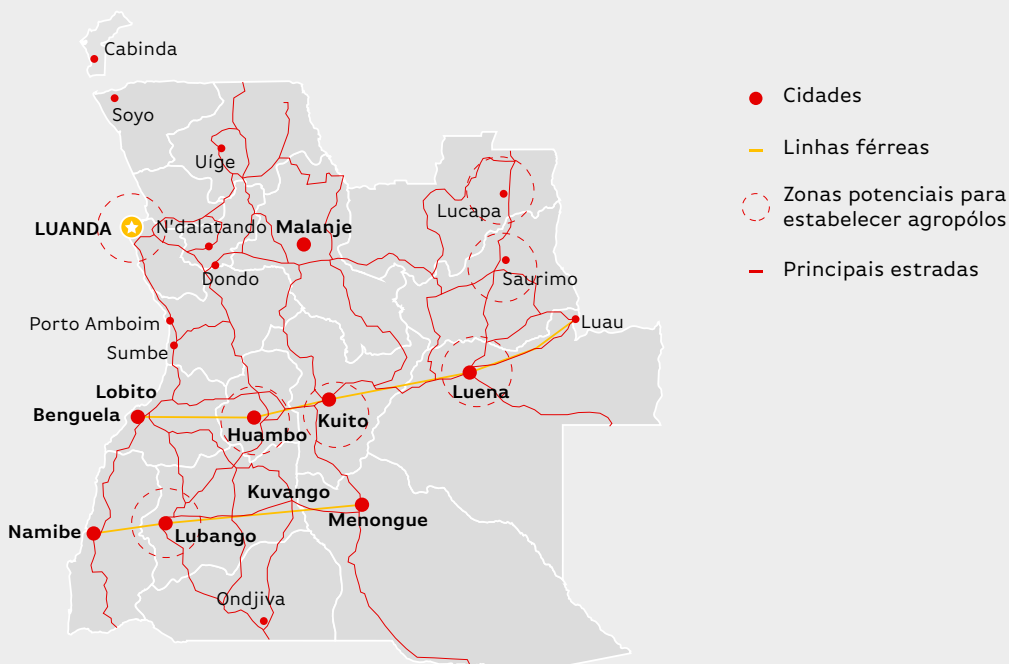 Cabinda
Soyo
Uíge
LUANDA
N'dalatando
Malanje
Lucapa
Dondo
Saurimo
Porto Amboim
Luau
Sumbe
Lobito
Benguela
Huambo
Kuito
Luena
Kuvango
Menongue
Namibe
Lubango
Ondjiva
Cidades
Linhas férreas
Zonas potenciais para
estabelecer agropólos
Principais estradas